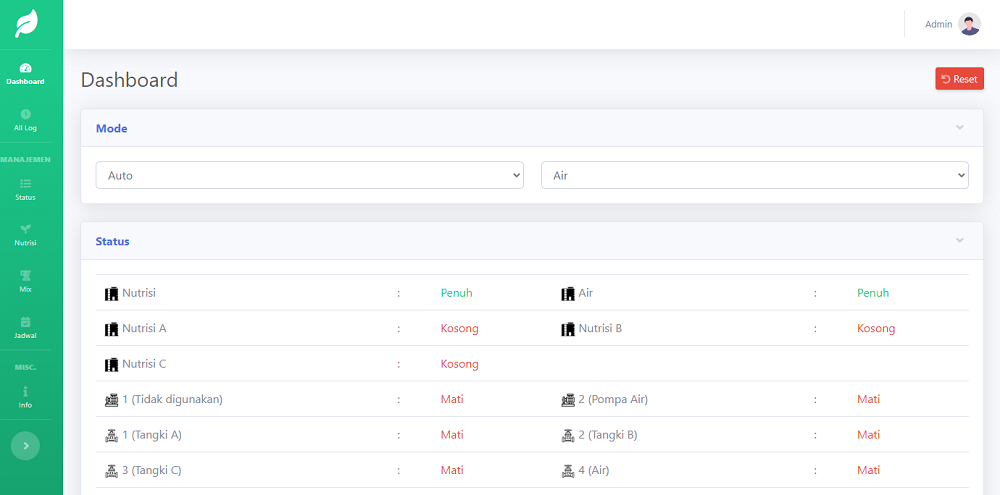 Admin
Dashboard
All Log
MANAJEMEN
Status
Nutrisi
Mix
Jadwal
MISC.
Info
Dashboard
Reset
Mode
Auto Air
Status
Nutrisi : Penuh Air : Penuh
Nutrisi A : Kosong Nutrisi B : Kosong
Nutrisi C : Kosong
1 (Tidak digunakan) : Mati 2 (Pompa Air) : Mati
1 (Tangki A) : Mati 2 (Tangki B) : Mati
3 (Tangki C) : Mati 4 (Air) : Mati